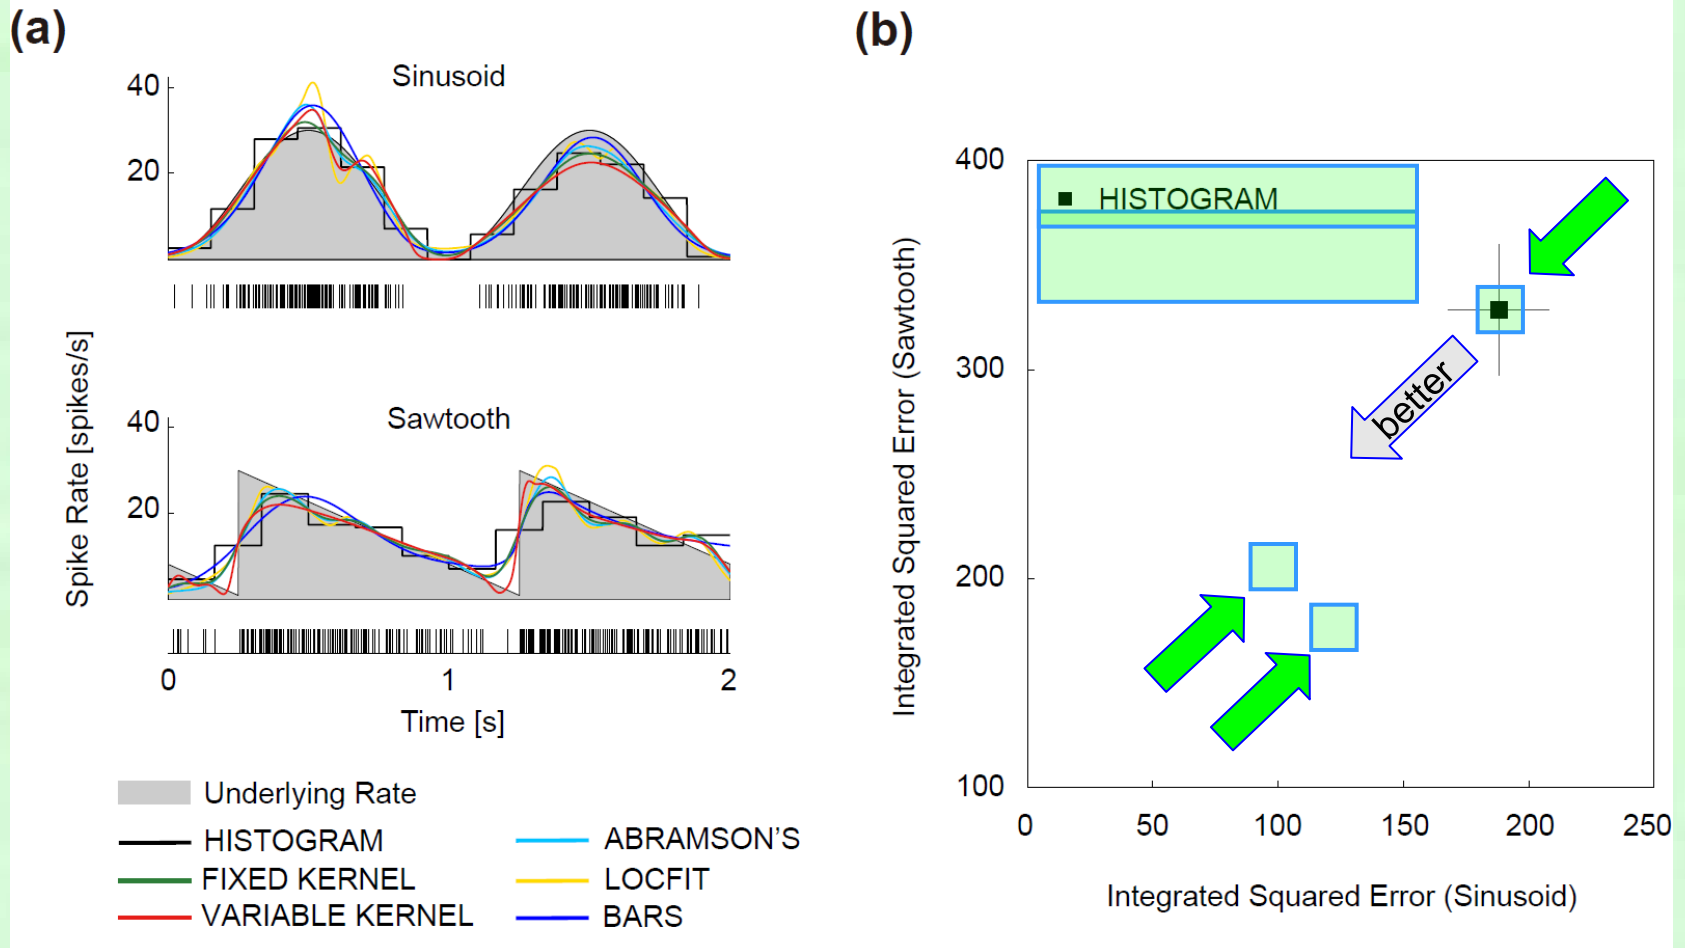 (a)
Sinusoid
40
20
Sawtooth
40
20
Spike Rate [spikes/s]
0 1 2
Time [s]
Underlying Rate
HISTOGRAM
FIXED KERNEL
VARIABLE KERNEL
ABRAMSON'S
LOCFIT
BARS
(b)
400
300
200
100
HISTOGRAM
better
Integrated Squared Error (Sawtooth)
0 50 100 150 200 250
Integrated Squared Error (Sinusoid)